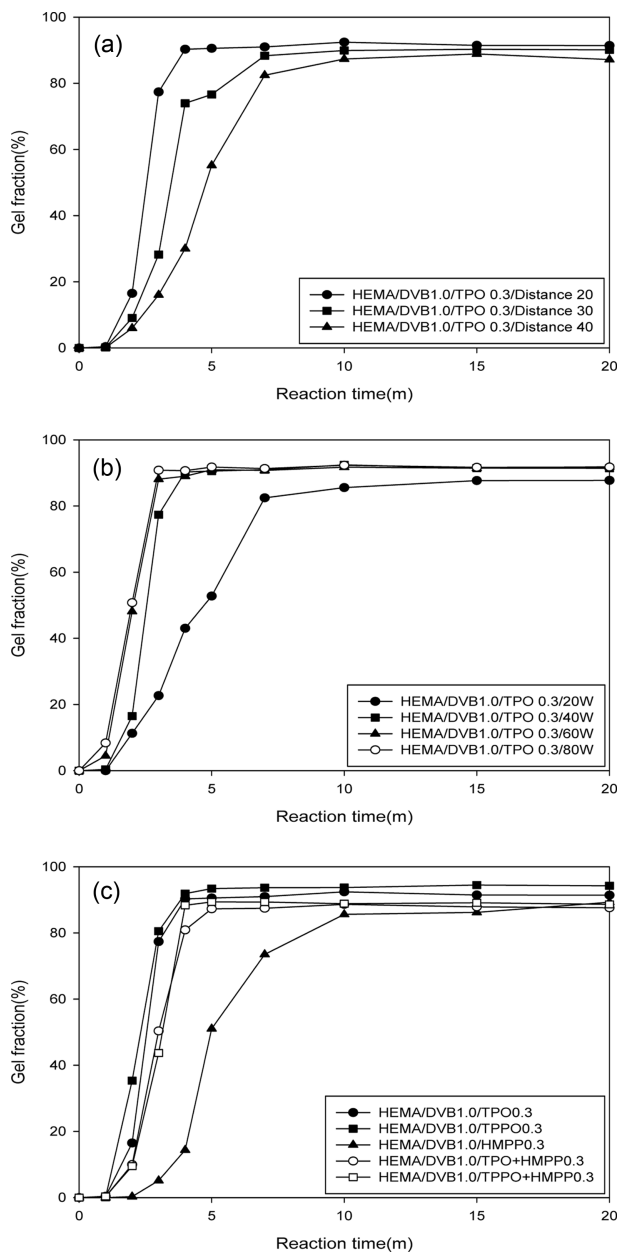 (a)
Gel fraction(%)
100
80
60
40
20
0
HEMA/DVB1.0/TPO 0.3/Distance 20
HEMA/DVB1.0/TPO 0.3/Distance 30
HEMA/DVB1.0/TPO 0.3/Distance 40
0 5 10 15 20
Reaction time(m)
(b)
Gel fraction(%)
100
80
60
40
20
0
HEMA/DVB1.0/TPO 0.3/20W
HEMA/DVB1.0/TPO 0.3/40W
HEMA/DVB1.0/TPO 0.3/60W
HEMA/DVB1.0/TPO 0.3/80W
0 5 10 15 20
Reaction time(m)
(c)
Gel fraction(%)
100
80
60
40
20
0
HEMA/DVB1.0/TPO0.3
HEMA/DVB1.0/TPPO0.3
HEMA/DVB1.0/HMPP0.3
HEMA/DVB1.0/TPO+HMPP0.3
HEMA/DVB1.0/TPPO+HMPP0.3
0 5 10 15 20
Reaction time(m)